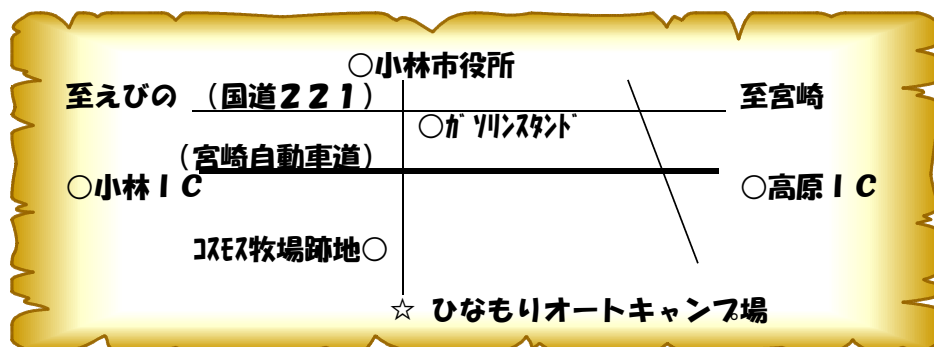 ○小林市役所
至えびの （国道２２１） 至宮崎
○ｶﾞｿﾘﾝｽﾀﾝﾄﾞ
（宮崎自動車道）
○小林ＩＣ ○高原ＩＣ
ｺｽﾓｽ牧場跡地○
☆ ひなもりオートキャンプ場